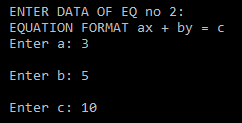 ENTER DATA OF EQ no 2:
EQUATION FORMAT ax + by = c
Enter a: 3
Enter b: 5
Enter c: 10